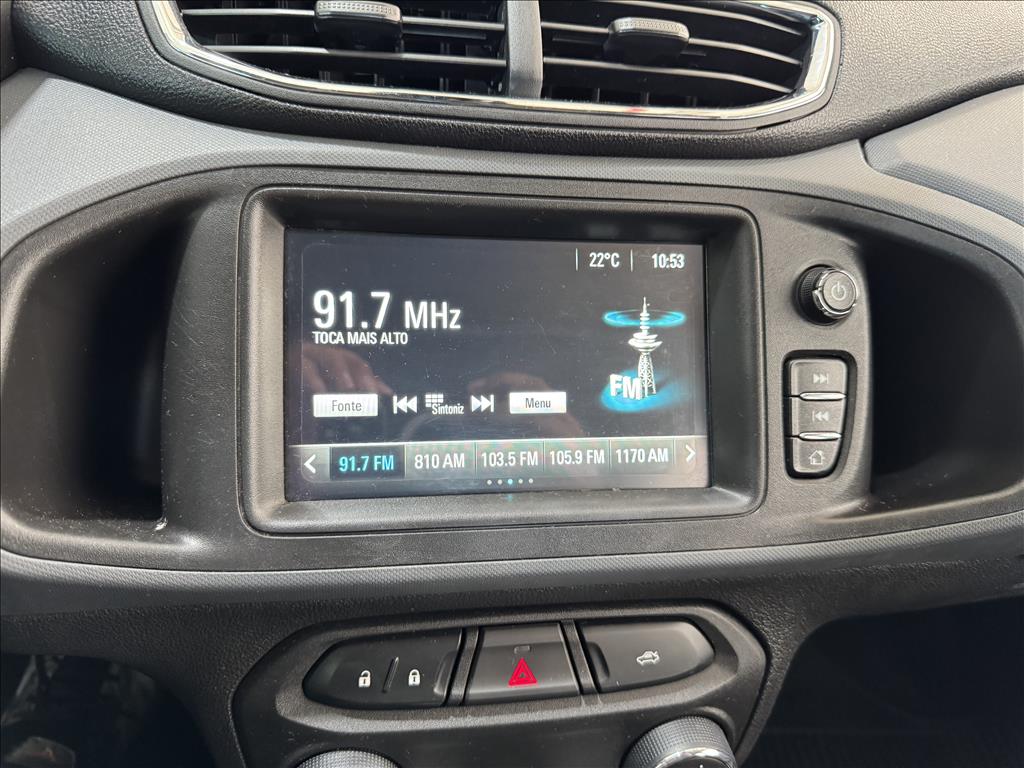 22°C 10:53
91.7 MHz
TOCA MAIS ALTO
FM
Fonte Sintoniz Menu
91.7 FM 810 AM 103.5 FM 105.9 FM 1170 AM